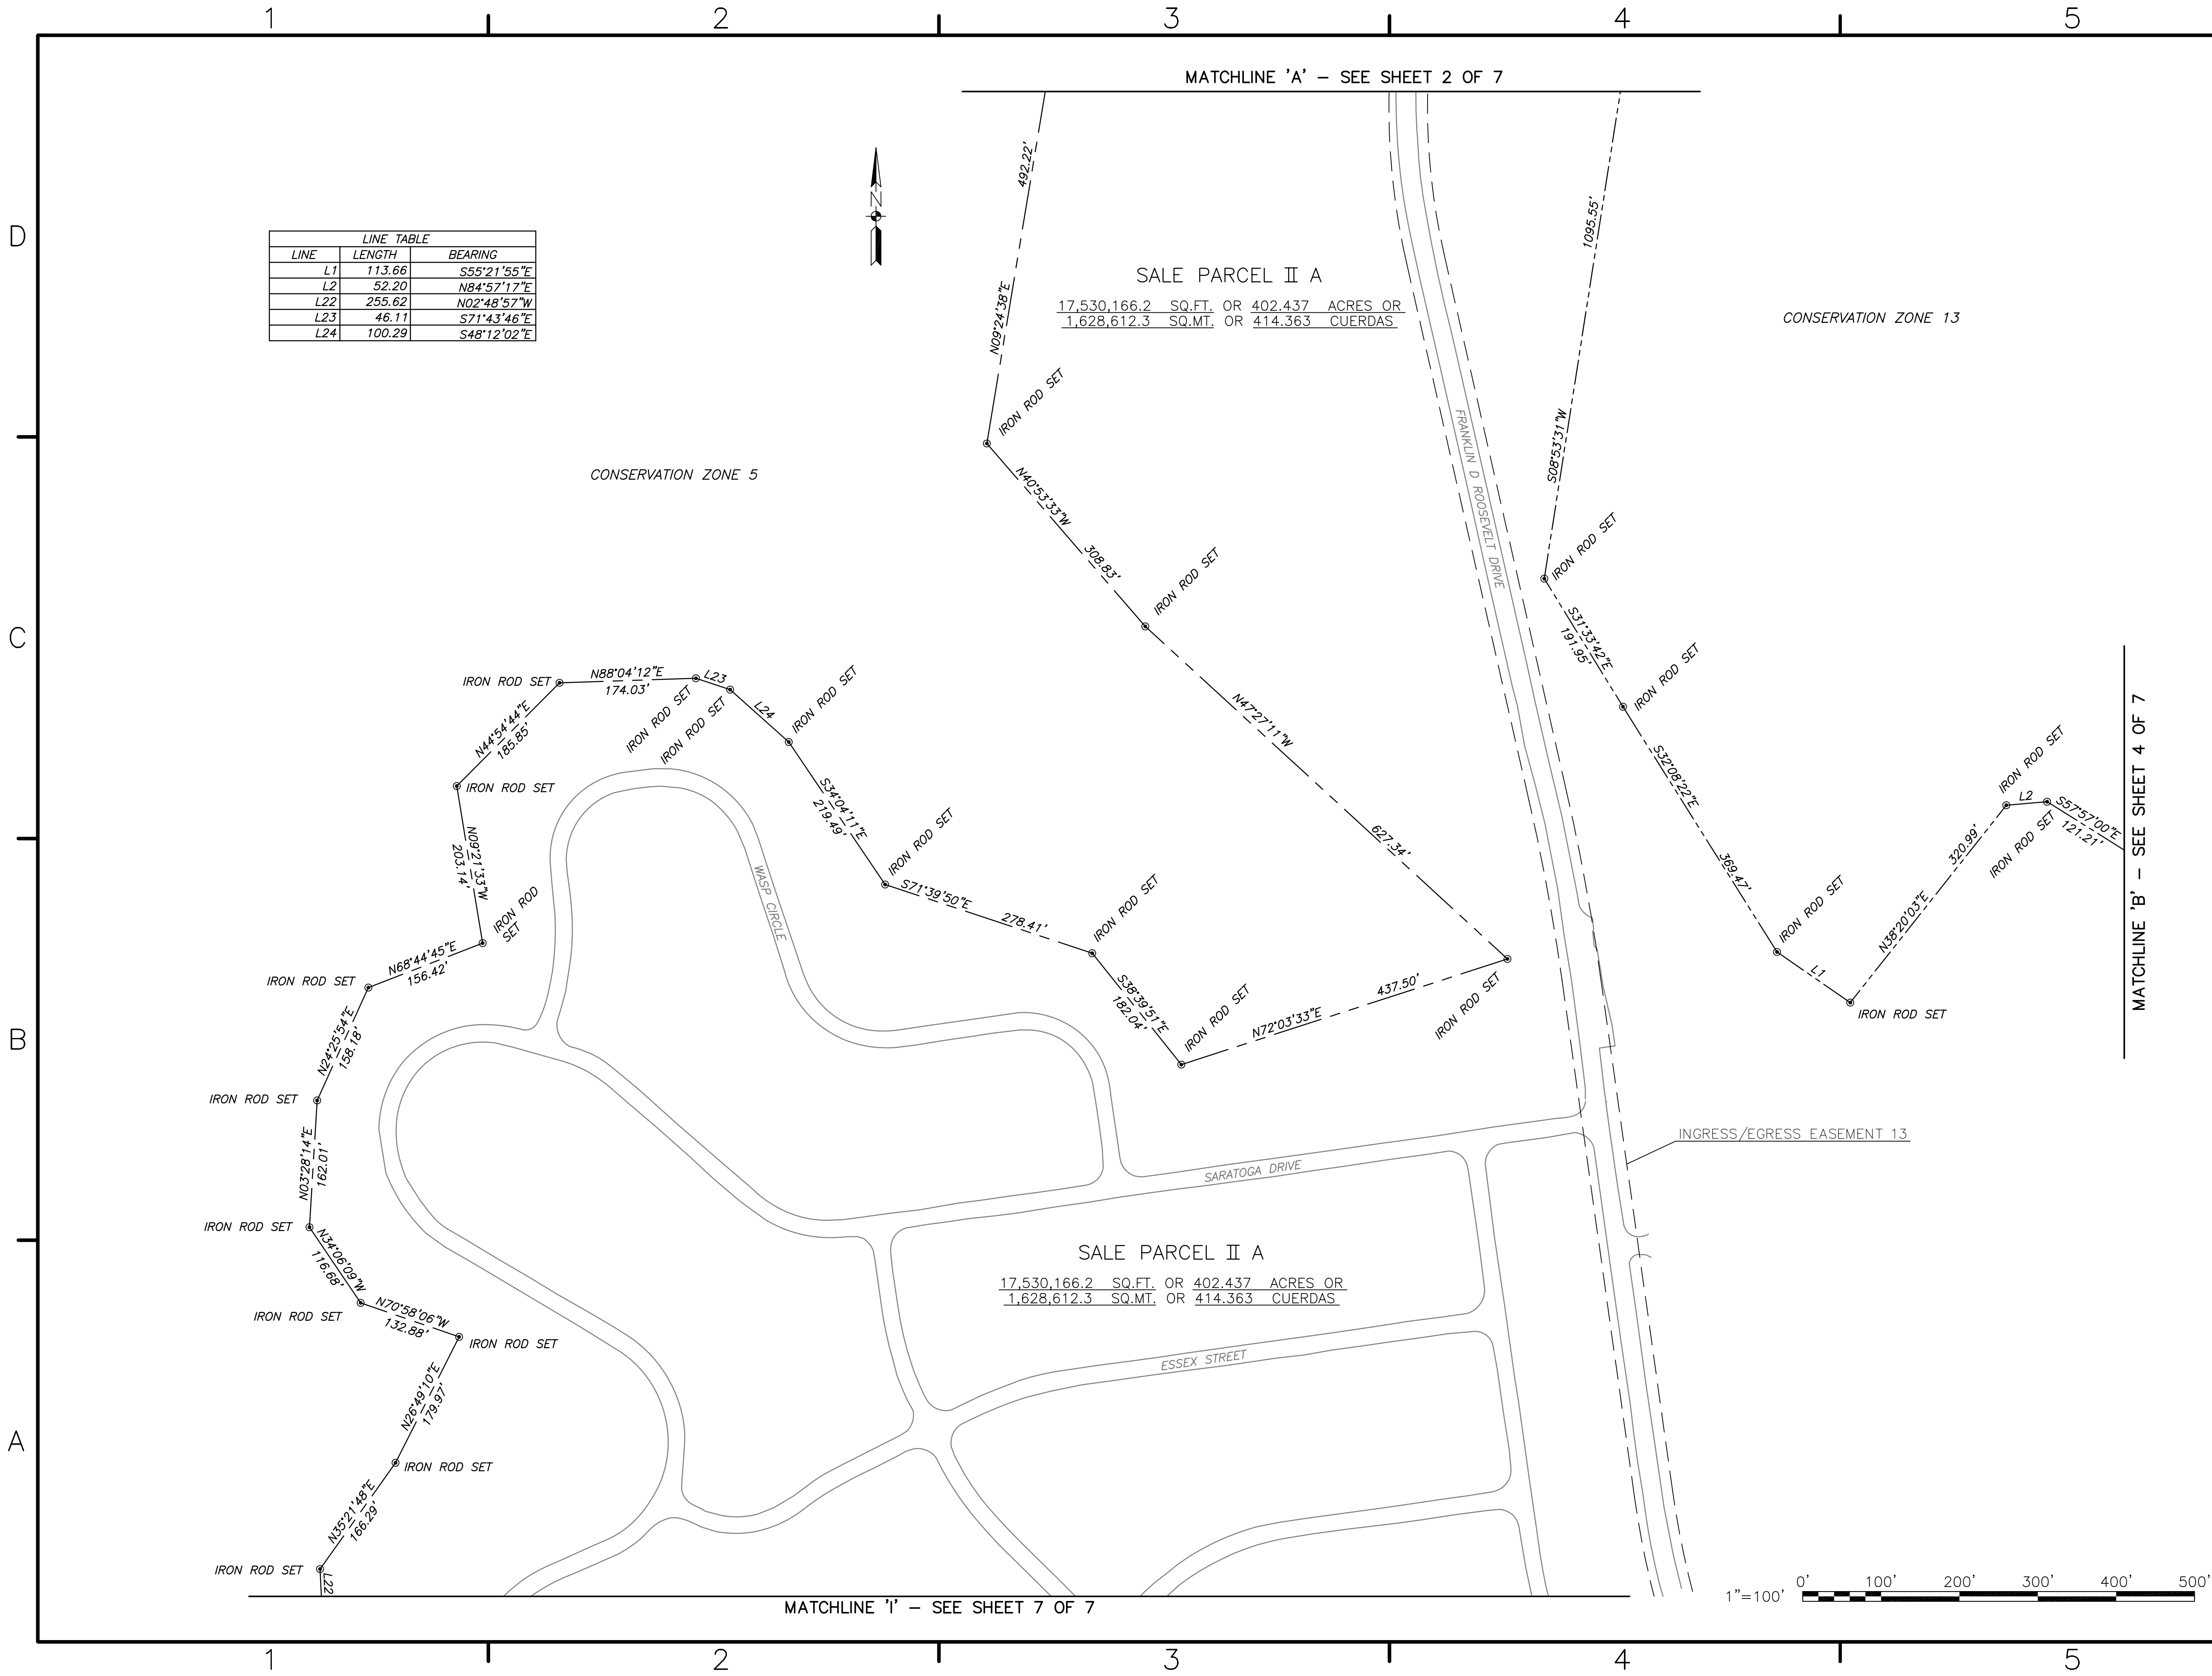 1 2 3 4 5
MATCHLINE 'A' – SEE SHEET 2 OF 7
D
LINE TABLE
LINE LENGTH BEARING
L1 113.66 S55°21'55"E
L2 52.20 N84°57'17"E
L22 255.62 N02°48'57"W
L23 46.11 S71°43'46"E
L24 100.29 S48°12'02"E
N
492.22'
N09°24'38"E
SALE PARCEL II A
17,530,166.2 SQ.FT. OR 402.437 ACRES OR
1,628,612.3 SQ.MT. OR 414.363 CUERDAS
1095.55'
S08°53'31"W
CONSERVATION ZONE 13
IRON ROD SET
CONSERVATION ZONE 5
N40°53'33"W
308.83'
IRON ROD SET
FRANKLIN D ROOSEVELT DRIVE
IRON ROD SET
S31°33'42"E
191.95'
C
IRON ROD SET
N88°04'12"E
174.03'
L23
IRON ROD SET
IRON ROD SET
L24
IRON ROD SET
N44°54'44"E
185.85'
IRON ROD SET
N47°27'11"W
627.34'
IRON ROD SET
S32°08'22"E
369.47'
IRON ROD SET
L2
S57°57'00"E
121.21'
IRON ROD SET
320.99'
N38°20'03"E
MATCHLINE 'B' – SEE SHEET 4 OF 7
N09°21'33"W
203.14'
S34°04'11"E
219.49'
IRON ROD SET
WASP CIRCLE
S71°39'50"E
278.41'
IRON ROD SET
IRON ROD
SET
N68°44'45"E
156.42'
IRON ROD SET
IRON ROD SET
L1
IRON ROD SET
S38°39'51"E
182.04'
IRON ROD SET
N72°03'33"E
437.50'
IRON ROD SET
B
N24°25'54"E
158.18'
IRON ROD SET
INGRESS/EGRESS EASEMENT 13
N03°28'14"E
162.01'
SARATOGA DRIVE
IRON ROD SET
N34°06'09"W
116.68'
SALE PARCEL II A
17,530,166.2 SQ.FT. OR 402.437 ACRES OR
1,628,612.3 SQ.MT. OR 414.363 CUERDAS
IRON ROD SET
N70°58'06"W
132.88'
IRON ROD SET
ESSEX STREET
N26°49'10"E
179.97'
A
IRON ROD SET
N35°21'48"E
166.29'
IRON ROD SET
L22
MATCHLINE 'I' – SEE SHEET 7 OF 7
1"=100'
0' 100' 200' 300' 400' 500'
1 2 3 4 5